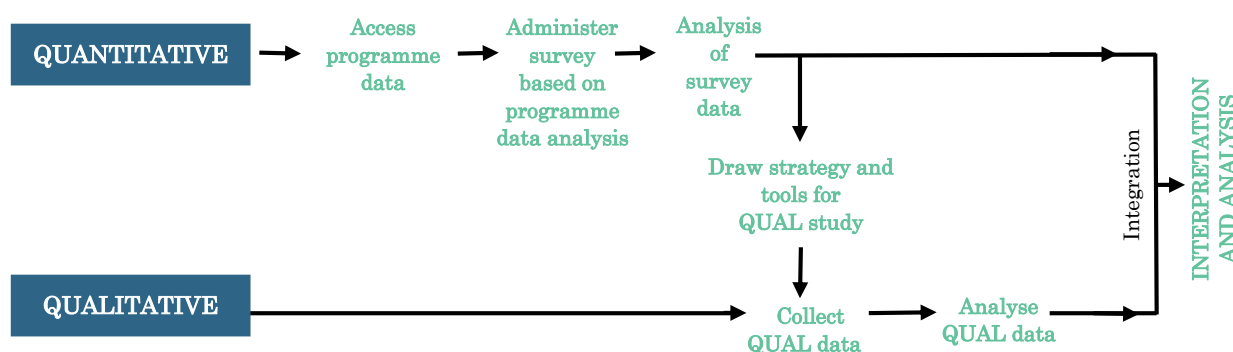 QUANTITATIVE
Access
programme
data
Administer
survey
based on
programme
data analysis
Analysis
of
survey
data
Draw strategy and
tools for
QUAL study
QUALITATIVE
Collect
QUAL data
Analyse
QUAL data
Integration
INTERPRETATION
AND ANALYSIS